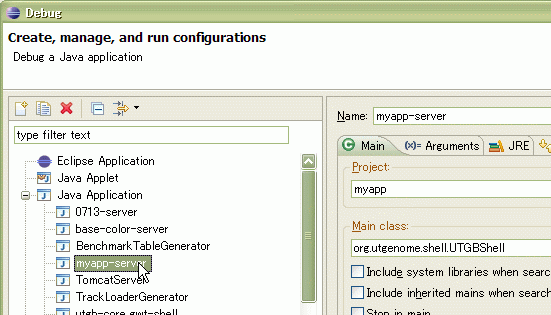 Debug
Create, manage, and run configurations
Debug a Java application
type filter text
Eclipse Application
Java Applet
Java Application
0713-server
base-color-server
BenchmarkTableGenerator
myapp-server
TomcatServer
TrackLoaderGenerator
utgb-core gwt-shell
Name: myapp-server
Main (x)= Arguments JRE
Project:
myapp
Main class:
org.utgenome.shell.UTGBShell
Include system libraries when searc
Include inherited mains when search
Stop in main